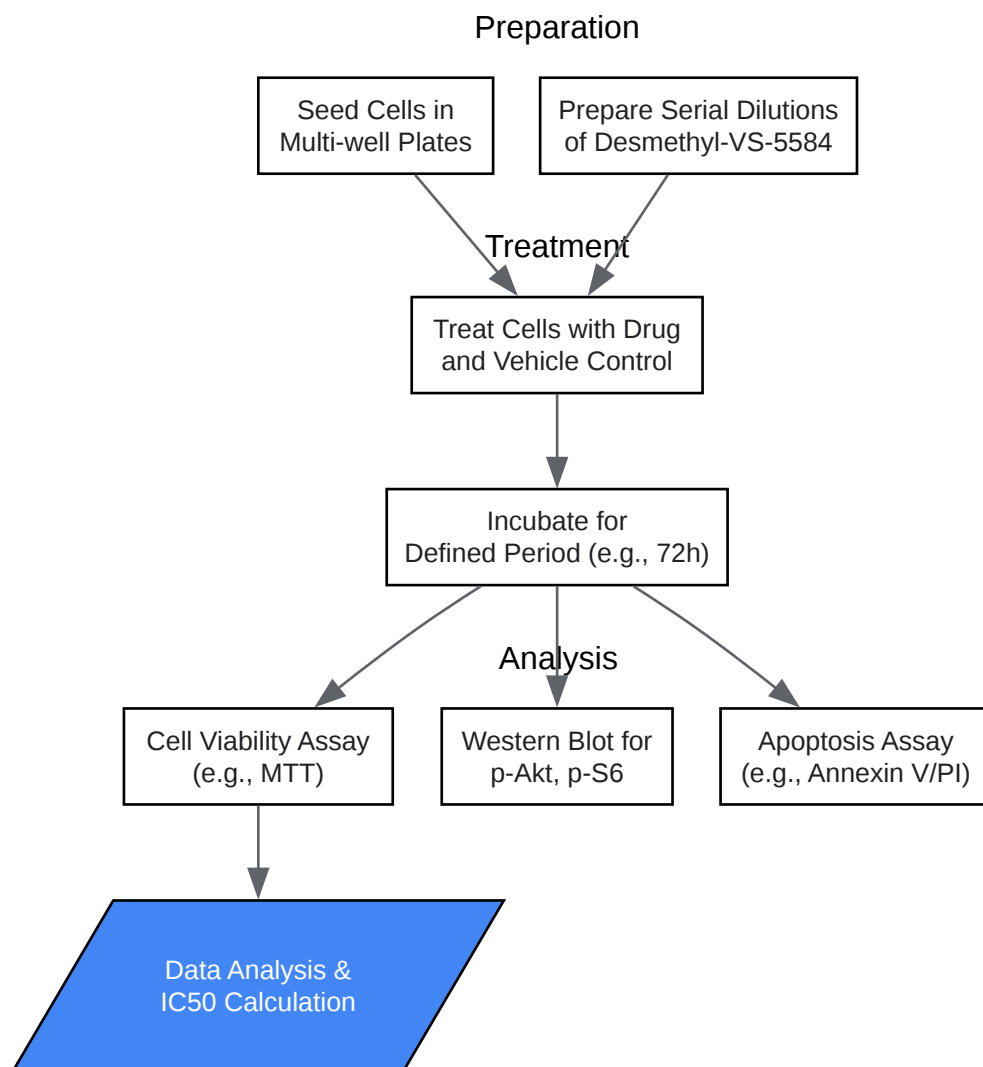 Preparation
Seed Cells in
Multi-well Plates
Prepare Serial Dilutions
of Desmethyl-VS-5584
Treatment
Treat Cells with Drug
and Vehicle Control
Incubate for
Defined Period (e.g., 72h)
Analysis
Cell Viability Assay
(e.g., MTT)
Western Blot for
p-Akt, p-S6
Apoptosis Assay
(e.g., Annexin V/PI)
Data Analysis &
IC50 Calculation